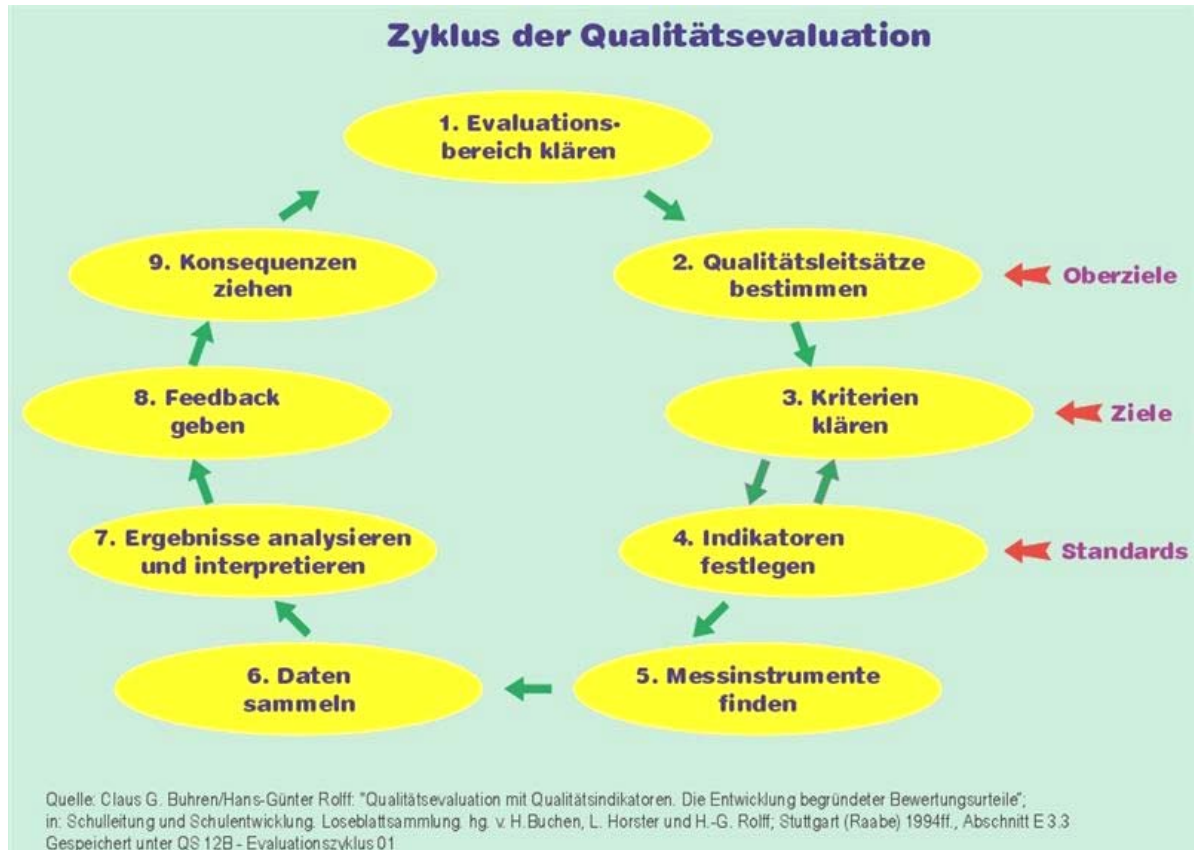 Zyklus der Qualitätsevaluation
1. Evaluations-
bereich klären
2. Qualitätsleitsätze
bestimmen
Oberziele
3. Kriterien
klären
Ziele
4. Indikatoren
festlegen
Standards
5. Messinstrumente
finden
6. Daten
sammeln
7. Ergebnisse analysieren
und interpretieren
8. Feedback
geben
9. Konsequenzen
ziehen
Quelle: Claus G. Buhren/Hans-Günter Rolff: "Qualitätsevaluation mit Qualitätsindikatoren. Die Entwicklung begründeter Bewertungsurteile";
in: Schulleitung und Schulentwicklung. Loseblattsammlung. hg. v. H.Buchen, L. Horster und H.-G. Rolff; Stuttgart (Raabe) 1994ff., Abschnitt E 3.3
Gespeichert unter QS 12B - Evaluationszyklus 01